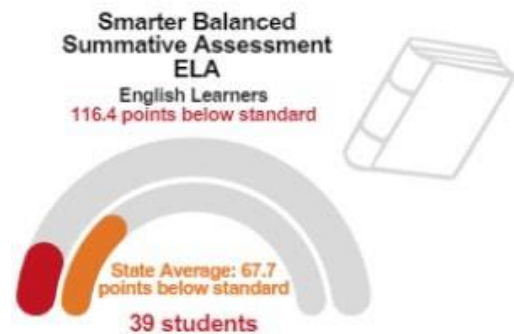 Smarter Balanced
Summative Assessment
ELA
English Learners
116.4 points below standard
State Average: 67.7
points below standard
39 students